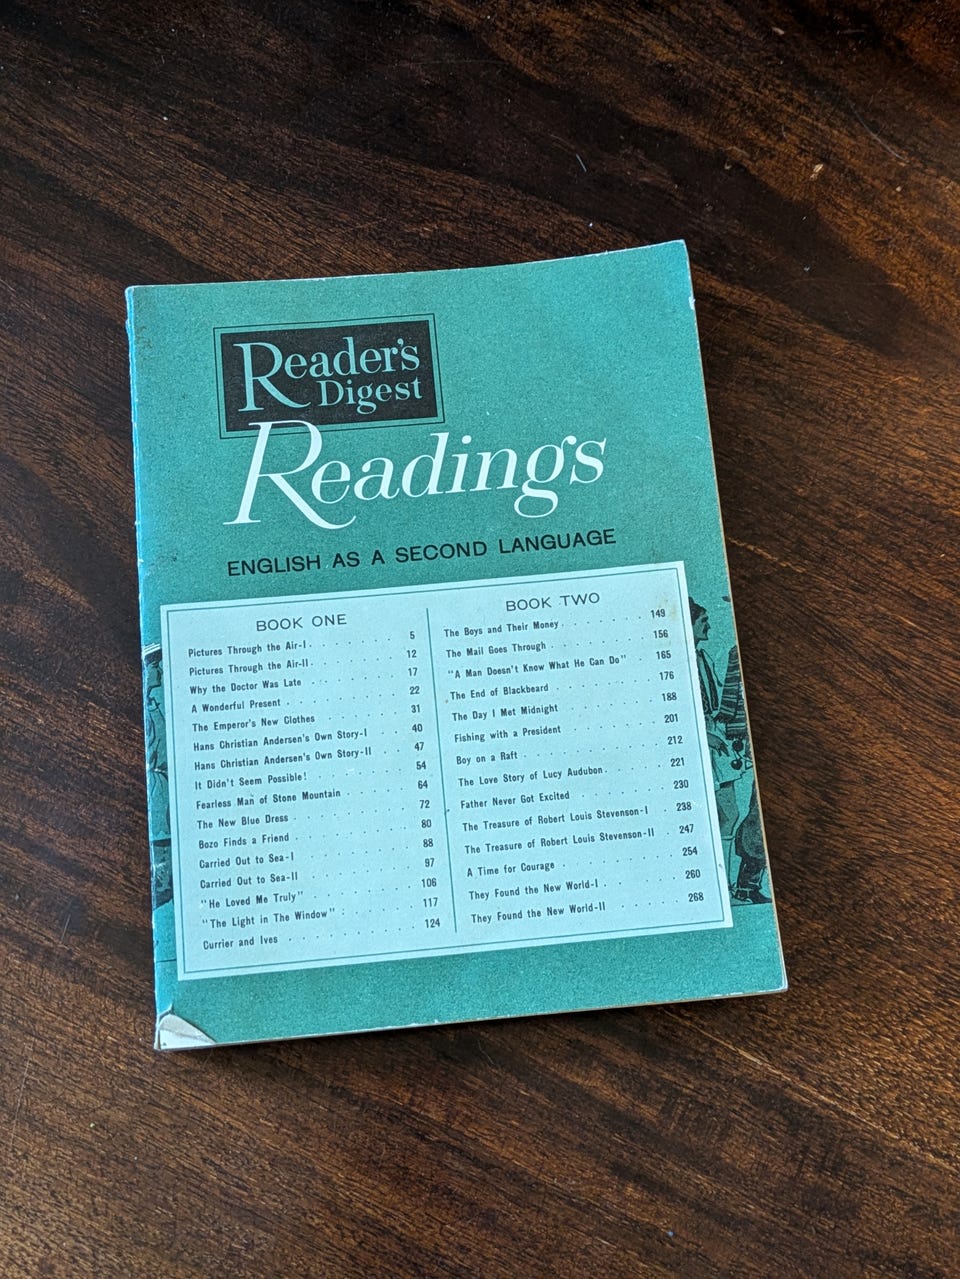 Reader's
Digest
Readings
ENGLISH AS A SECOND LANGUAGE
BOOK ONE
Pictures Through the Air-I 5
Pictures Through the Air-II 12
Why the Doctor Was Late 17
A Wonderful Present 22
The Emperor's New Clothes 31
Hans Christian Andersen's Own Story-I 40
Hans Christian Andersen's Own Story-II 47
It Didn't Seem Possible! 54
Fearless Man of Stone Mountain 64
The New Blue Dress 72
Bozo Finds a Friend 80
Carried Out to Sea-I 88
Carried Out to Sea-II 97
"He Loved Me Truly" 106
"The Light in The Window" 117
Currier and Ives 124
BOOK TWO
The Boys and Their Money 149
The Mail Goes Through 156
"A Man Doesn't Know What He Can Do" 165
The End of Blackbeard 176
The Day I Met Midnight 188
Fishing with a President 201
Boy on a Raft 212
The Love Story of Lucy Audubon 221
Father Never Got Excited 230
The Treasure of Robert Louis Stevenson-I 238
The Treasure of Robert Louis Stevenson-II 247
A Time for Courage 254
They Found the New World-I 260
They Found the New World-II 268